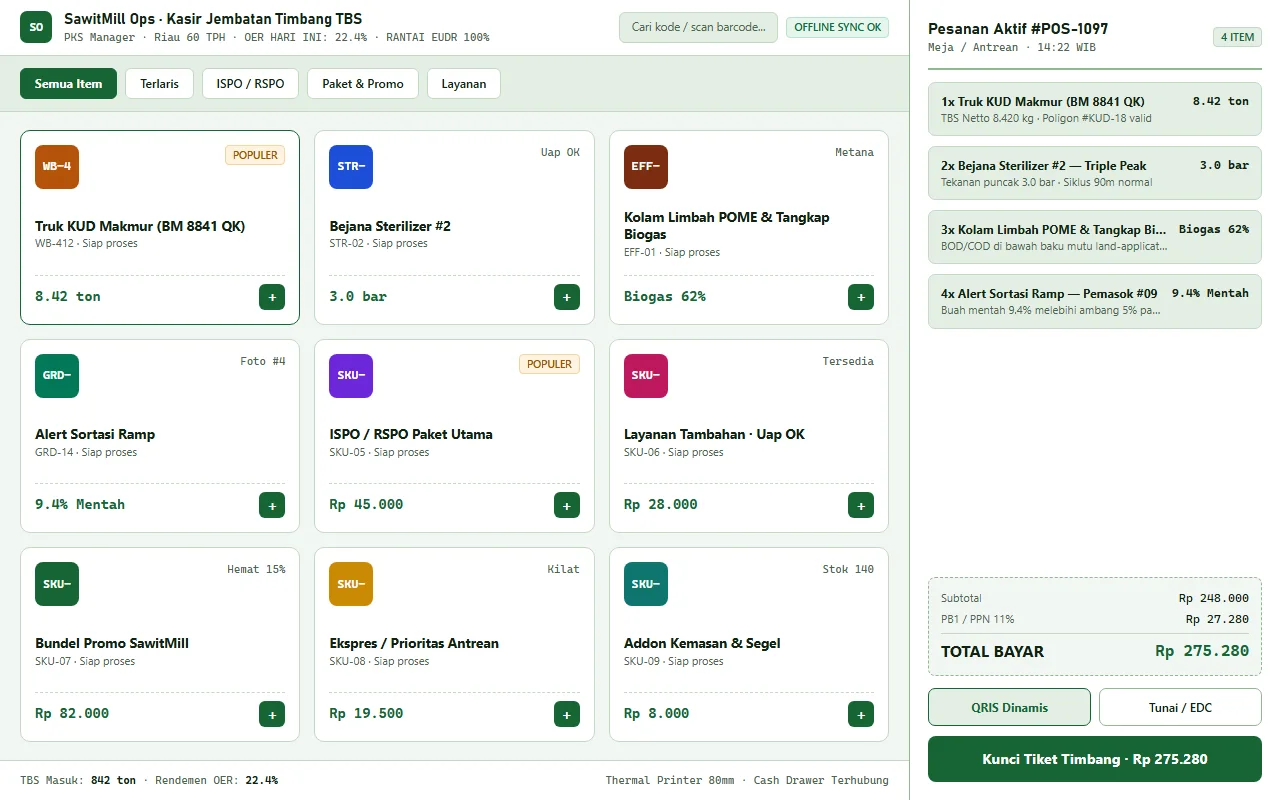 SO
SawitMill Ops · Kasir Jembatan Timbang TBS
PKS Manager · Riau 60 TPH · OER HARI INI: 22.4% · RANTAI EUDR 100%
Cari kode / scan barcode...
OFFLINE SYNC OK
Semua Item
Terlaris
ISPO / RSPO
Paket & Promo
Layanan
WB-4
POPULER
Truk KUD Makmur (BM 8841 QK)
WB-412 · Siap proses
8.42 ton
+
STR-
Uap OK
Bejana Sterilizer #2
STR-02 · Siap proses
3.0 bar
+
EFF-
Metana
Kolam Limbah POME & Tangkap
Biogas
EFF-01 · Siap proses
Biogas 62%
+
GRD-
Foto #4
Alert Sortasi Ramp
GRD-14 · Siap proses
9.4% Mentah
+
SKU-
POPULER
ISPO / RSPO Paket Utama
SKU-05 · Siap proses
Rp 45.000
+
SKU-
Tersedia
Layanan Tambahan · Uap OK
SKU-06 · Siap proses
Rp 28.000
+
SKU-
Hemat 15%
Bundel Promo SawitMill
SKU-07 · Siap proses
Rp 82.000
+
SKU-
Kilat
Ekspres / Prioritas Antrean
SKU-08 · Siap proses
Rp 19.500
+
SKU-
Stok 140
Addon Kemasan & Segel
SKU-09 · Siap proses
Rp 8.000
+
TBS Masuk: 842 ton · Rendemen OER: 22.4%
Thermal Printer 80mm · Cash Drawer Terhubung
Pesanan Aktif #POS-1097
Meja / Antrean · 14:22 WIB
4 ITEM
1x Truk KUD Makmur (BM 8841 QK)
8.42 ton
TBS Netto 8.420 kg · Poligon #KUD-18 valid
2x Bejana Sterilizer #2 — Triple Peak
3.0 bar
Tekanan puncak 3.0 bar · Siklus 90m normal
3x Kolam Limbah POME & Tangkap Bi...
Biogas 62%
BOD/COD di bawah baku mutu land-applicat...
4x Alert Sortasi Ramp — Pemasok #09
9.4% Mentah
Buah mentah 9.4% melebihi ambang 5% pa...
Subtotal
Rp 248.000
PB1 / PPN 11%
Rp 27.280
TOTAL BAYAR
Rp 275.280
QRIS Dinamis
Tunai / EDC
Kunci Tiket Timbang · Rp 275.280